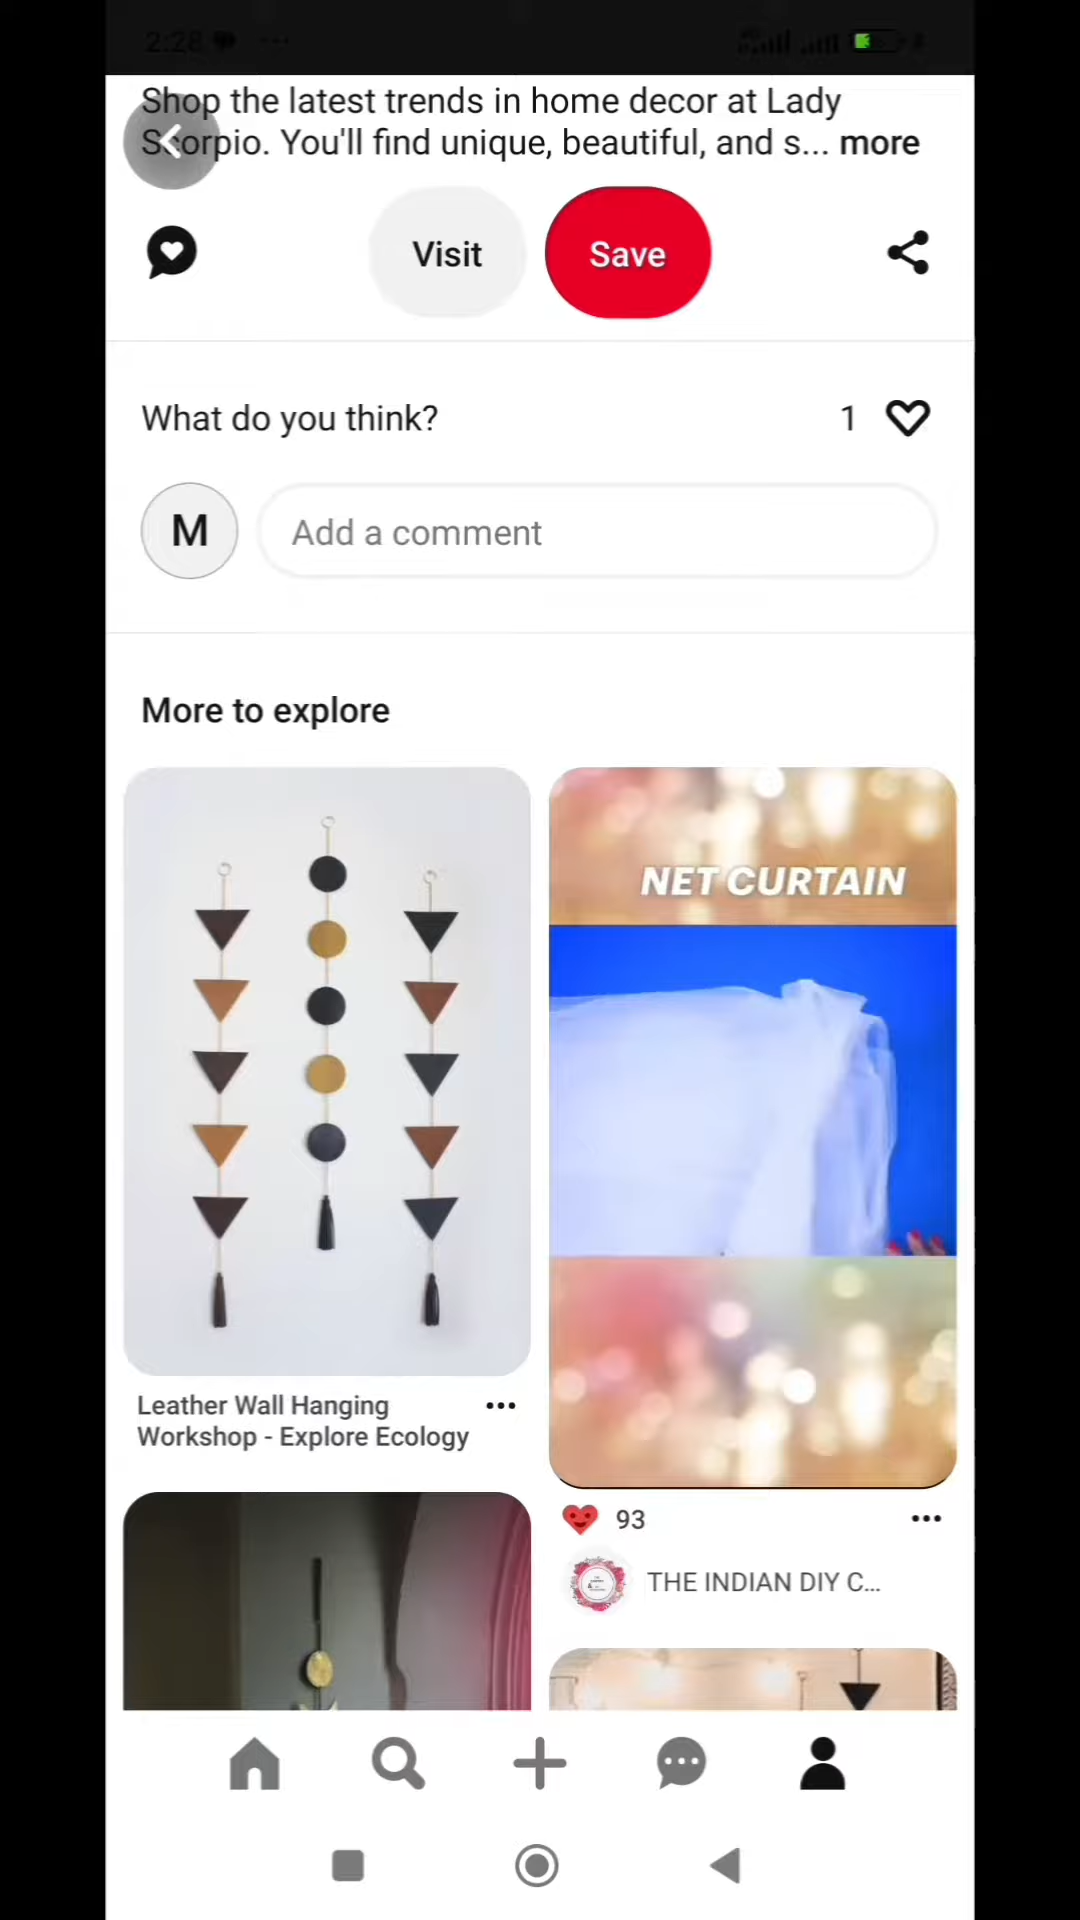 2:28
Shop the latest trends in home decor at Lady
Scorpio. You'll find unique, beautiful, and s... more
Visit
Save
What do you think?
1
M
Add a comment
More to explore
NET CURTAIN
Leather Wall Hanging
Workshop - Explore Ecology
93
THE INDIAN DIY C...